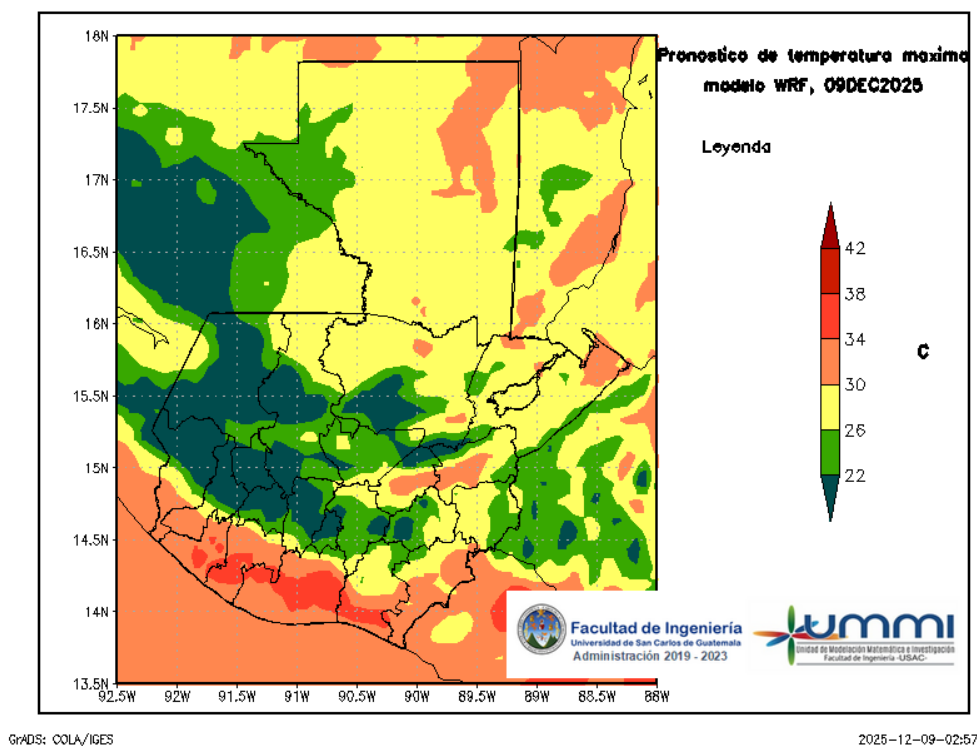 Pronostico de temperatura maxima
modelo WRF, 09DEC2025
Leyenda
18N
17.5N
17N
16.5N
16N
15.5N
15N
14.5N
14N
13.5N
92.5W 92W 91.5W 91W 90.5W 90W 89.5W 89W 88.5W 88W
42
38
34
30
26
22
C
Facultad de Ingeniería
Universidad de San Carlos de Guatemala
Administración 2019 - 2023
ummi
Unidad de Modelación Matemática e Investigación
Facultad de Ingeniería -USAC-
GrADS: COLA/IGES
2025-12-09-02:57